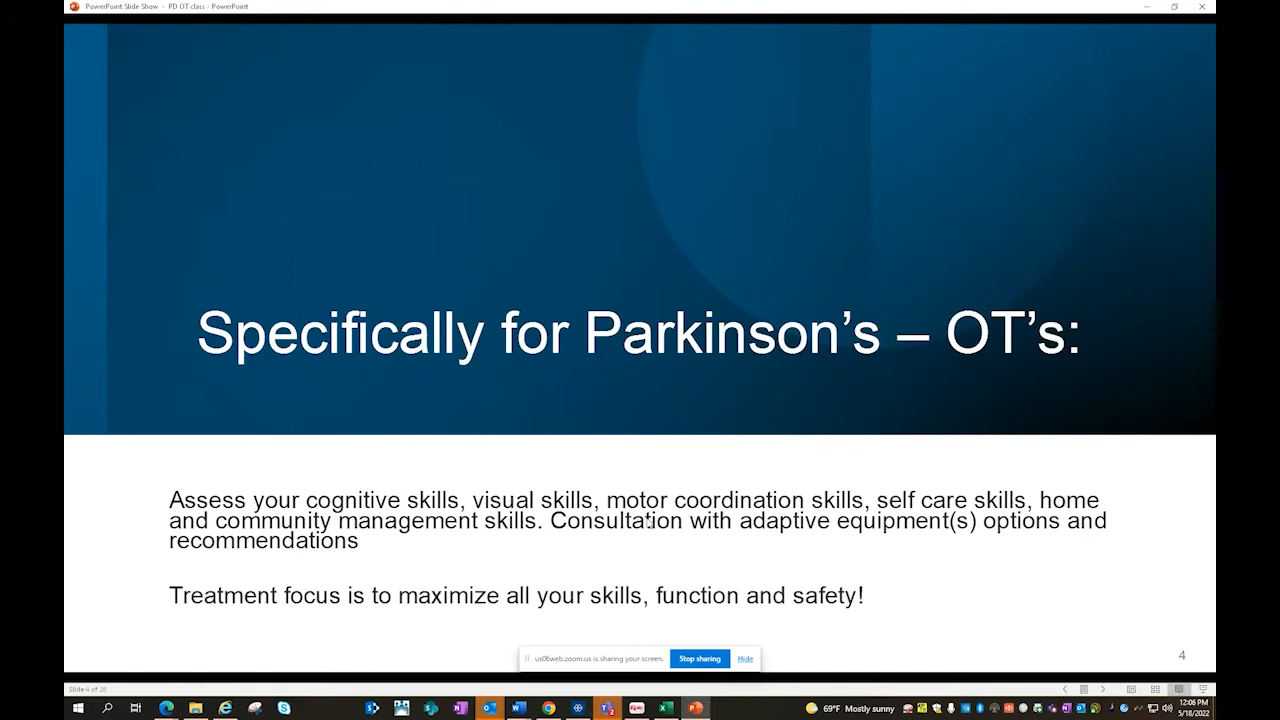 PowerPoint Slide Show - PD OT class - PowerPoint
Specifically for Parkinson’s – OT’s:
Assess your cognitive skills, visual skills, motor coordination skills, self care skills, home
and community management skills. Consultation with adaptive equipment(s) options and
recommendations
Treatment focus is to maximize all your skills, function and safety!
us06web.zoom.us is sharing your screen.
Stop sharing
Hide
4
Slide 4 of 28
69°F Mostly sunny
12:06 PM
5/18/2022